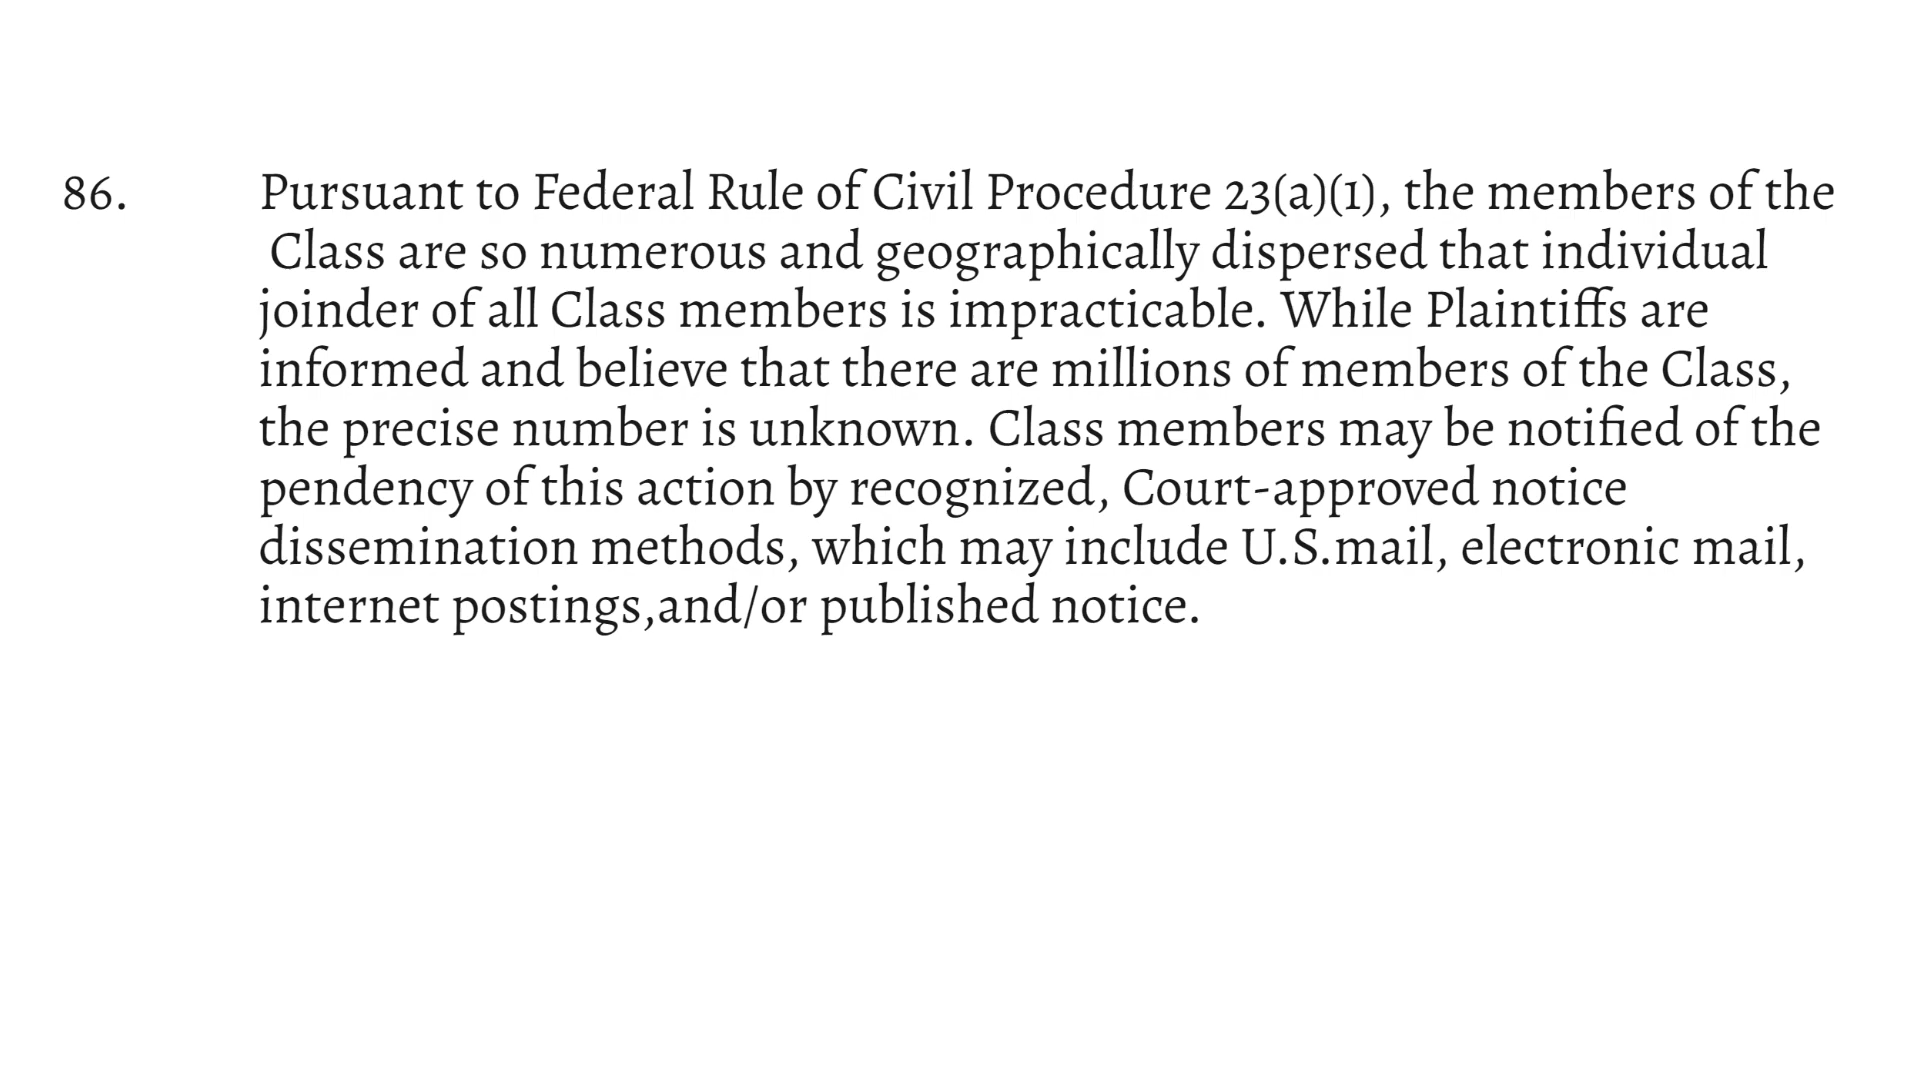 86. Pursuant to Federal Rule of Civil Procedure 23(a)(1), the members of the
Class are so numerous and geographically dispersed that individual
joinder of all Class members is impracticable. While Plaintiffs are
informed and believe that there are millions of members of the Class,
the precise number is unknown. Class members may be notified of the
pendency of this action by recognized, Court-approved notice
dissemination methods, which may include U.S.mail, electronic mail,
internet postings,and/or published notice.